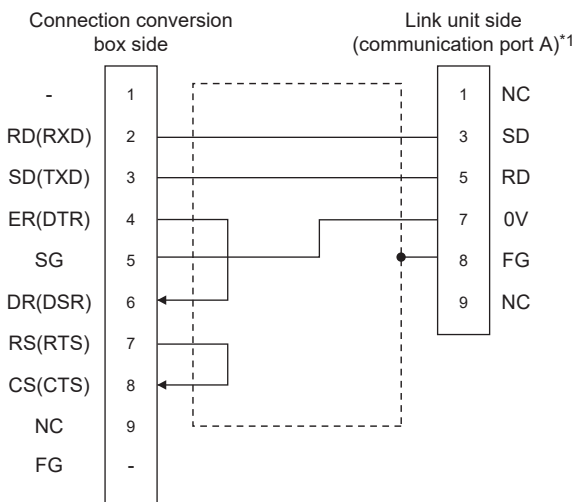 Connection conversion
box side
Link unit side
(communication port A)*1
- 1
RD(RXD) 2
SD(TXD) 3
ER(DTR) 4
SG 5
DR(DSR) 6
RS(RTS) 7
CS(CTS) 8
NC 9
FG -
1 NC
3 SD
5 RD
7 0V
8 FG
9 NC